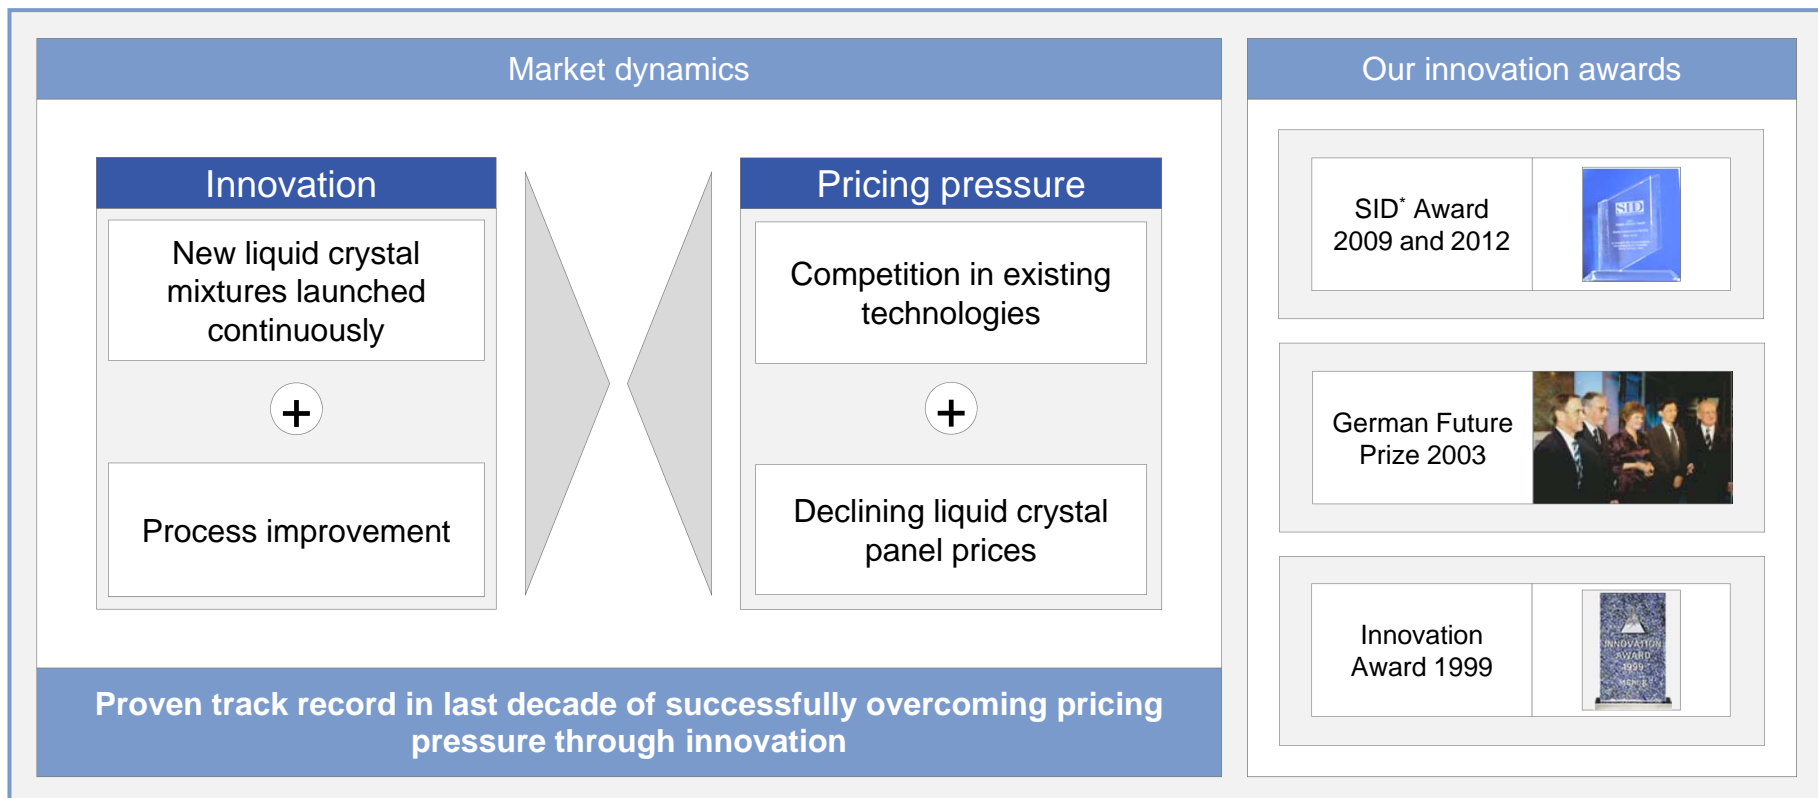 Market dynamics
Innovation
New liquid crystal
mixtures launched
continuously
+
Process improvement
Pricing pressure
Competition in existing
technologies
+
Declining liquid crystal
panel prices
Proven track record in last decade of successfully overcoming pricing
pressure through innovation
Our innovation awards
SID* Award
2009 and 2012
SID
German Future
Prize 2003
Innovation
Award 1999
INNOVATION
AWARD
1999